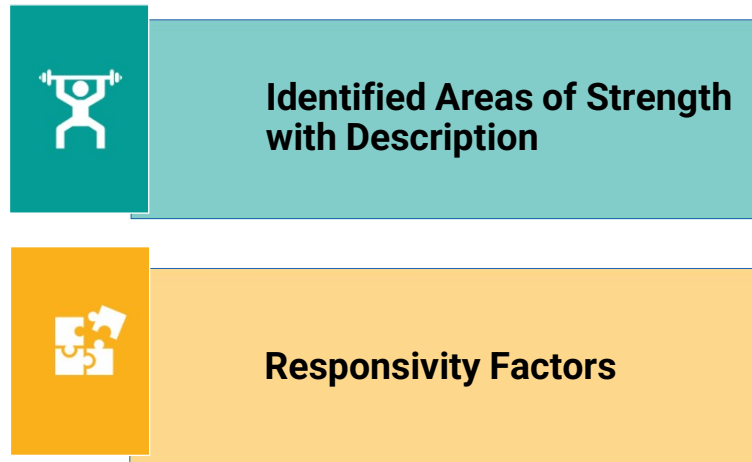 Identified Areas of Strength
with Description
Responsivity Factors